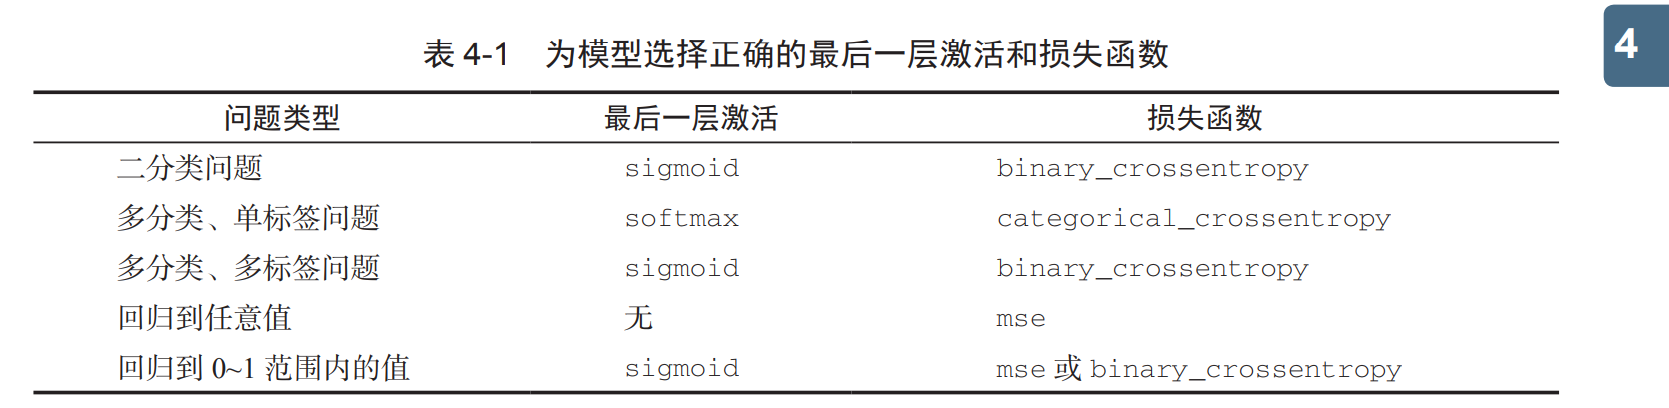 4
表 4-1 为模型选择正确的最后一层激活和损失函数
问题类型 最后一层激活 损失函数
二分类问题 sigmoid binary_crossentropy
多分类、单标签问题 softmax categorical_crossentropy
多分类、多标签问题 sigmoid binary_crossentropy
回归到任意值 无 mse
回归到 0~1 范围内的值 sigmoid mse 或 binary_crossentropy